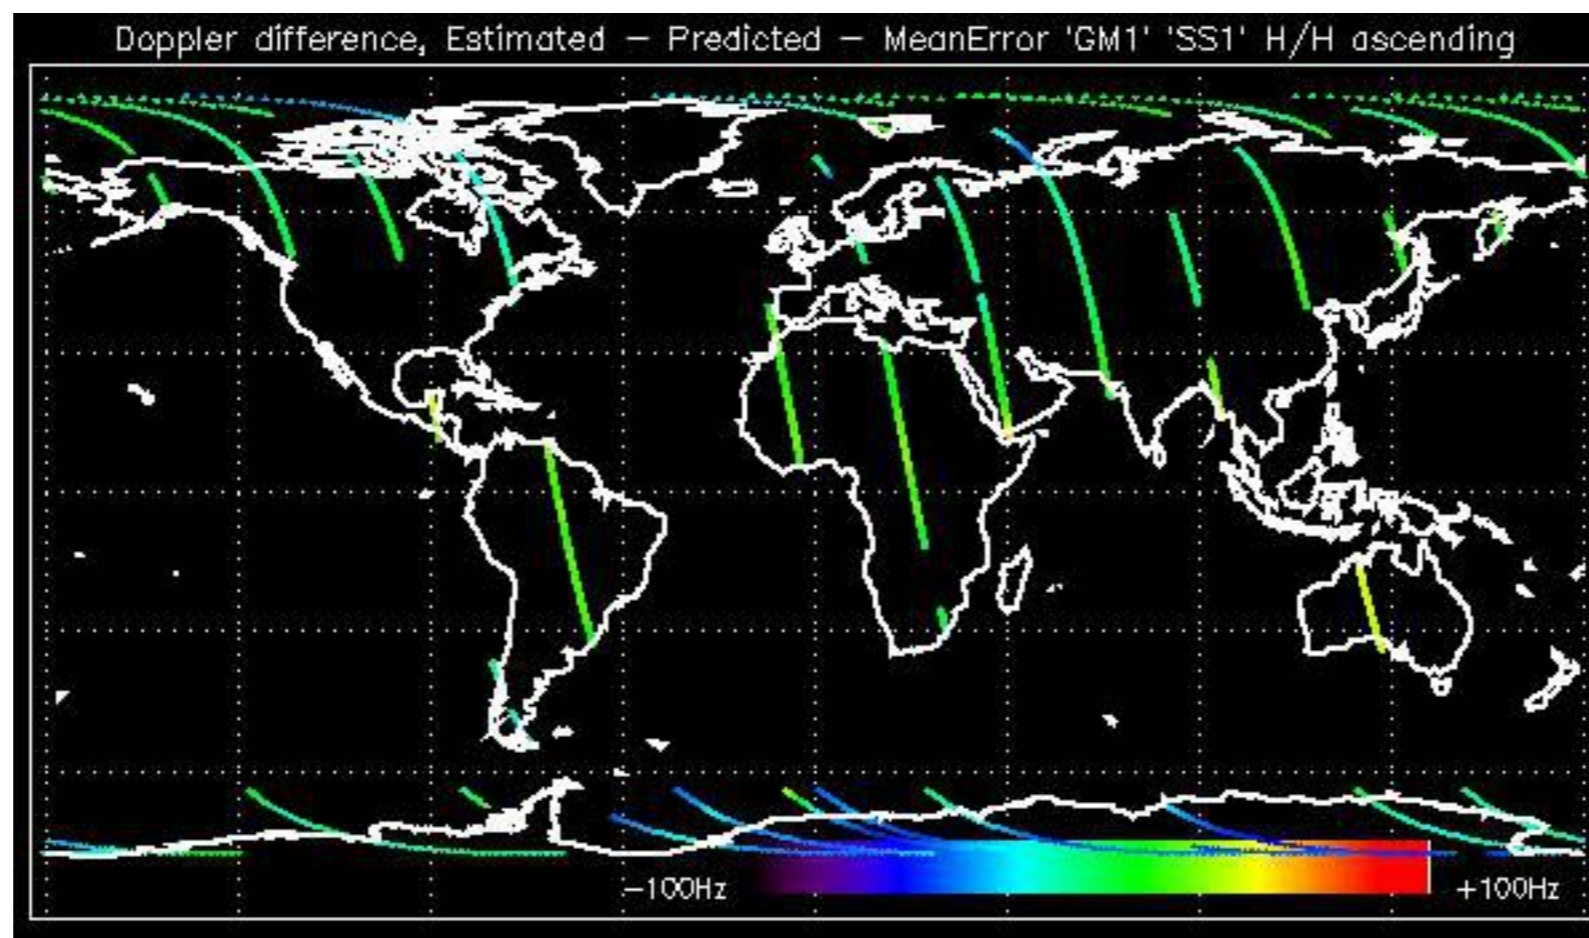 Doppler difference, Estimated − Predicted − MeanError 'GM1' 'SS1' H/H ascending
−100Hz
+100Hz